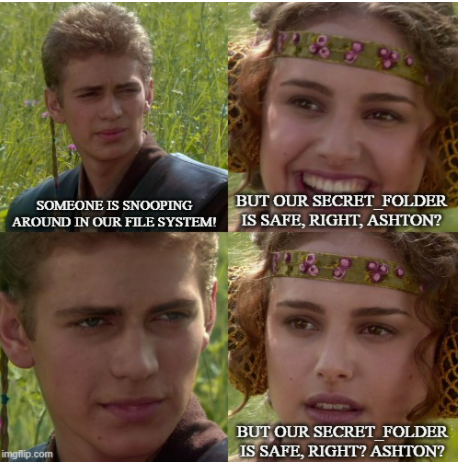 SOMEONE IS SNOOPING
AROUND IN OUR FILE SYSTEM!
BUT OUR SECRET_FOLDER
IS SAFE, RIGHT, ASHTON?
BUT OUR SECRET_FOLDER
IS SAFE, RIGHT? ASHTON?
imgflip.com